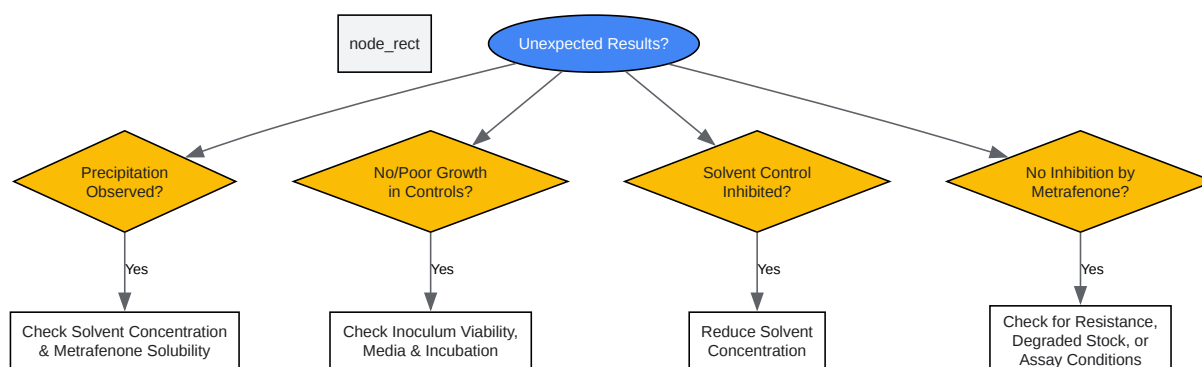 node_rect
Unexpected Results?
Precipitation
Observed?
No/Poor Growth
in Controls?
Solvent Control
Inhibited?
No Inhibition by
Metrafenone?
Yes
Yes
Yes
Yes
Check Solvent Concentration
& Metrafenone Solubility
Check Inoculum Viability,
Media & Incubation
Reduce Solvent
Concentration
Check for Resistance,
Degraded Stock, or
Assay Conditions